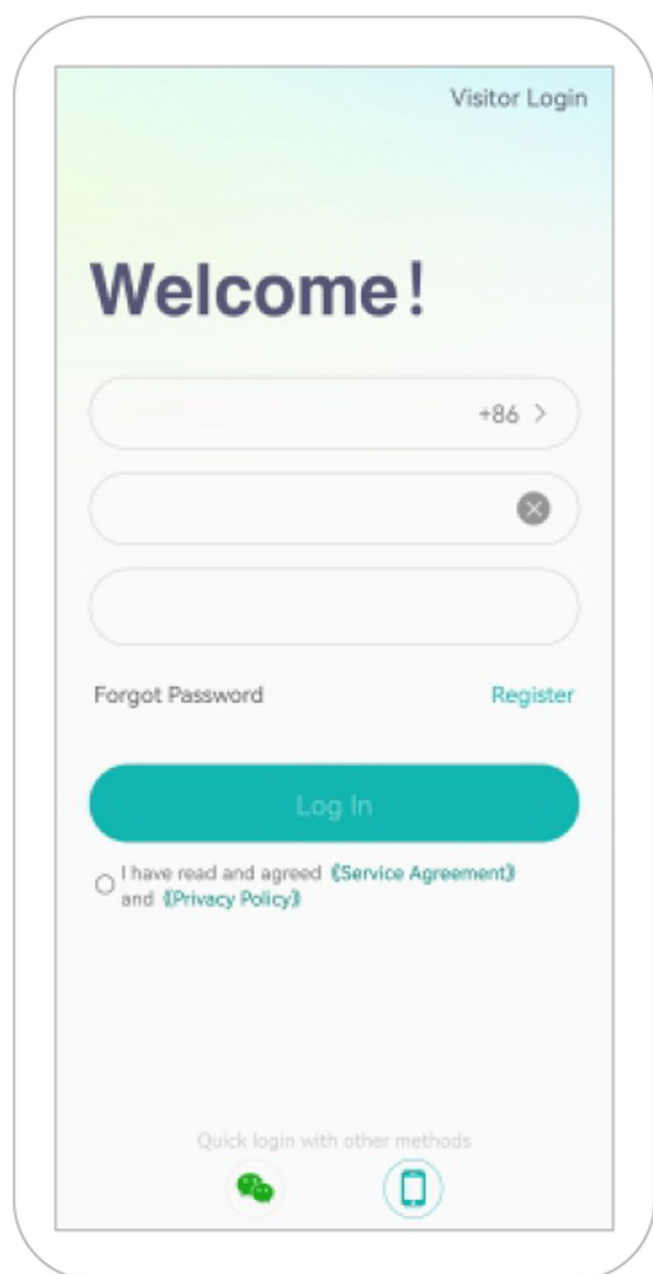 Visitor Login
Welcome！
+86
Forgot Password
Register
Log In
I have read and agreed 《Service Agreement》
and 《Privacy Policy》
Quick login with other methods